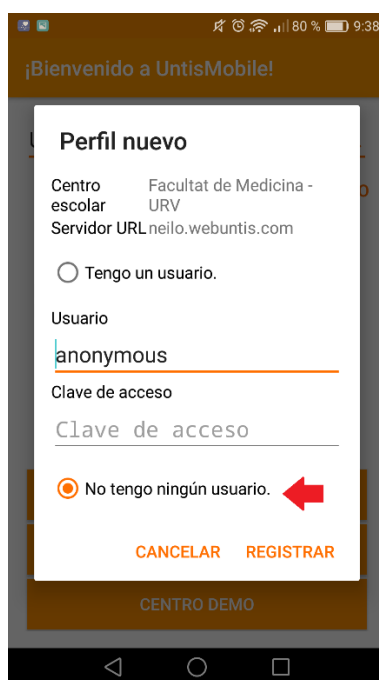 80 % 9:38
¡Bienvenido a UntisMobile!
Perfil nuevo
Centro escolar Facultat de Medicina - URV
Servidor URL neilo.webuntis.com
Tengo un usuario.
Usuario
anonymous
Clave de acceso
Clave de acceso
No tengo ningún usuario.
CANCELAR REGISTRAR
CENTRO DEMO